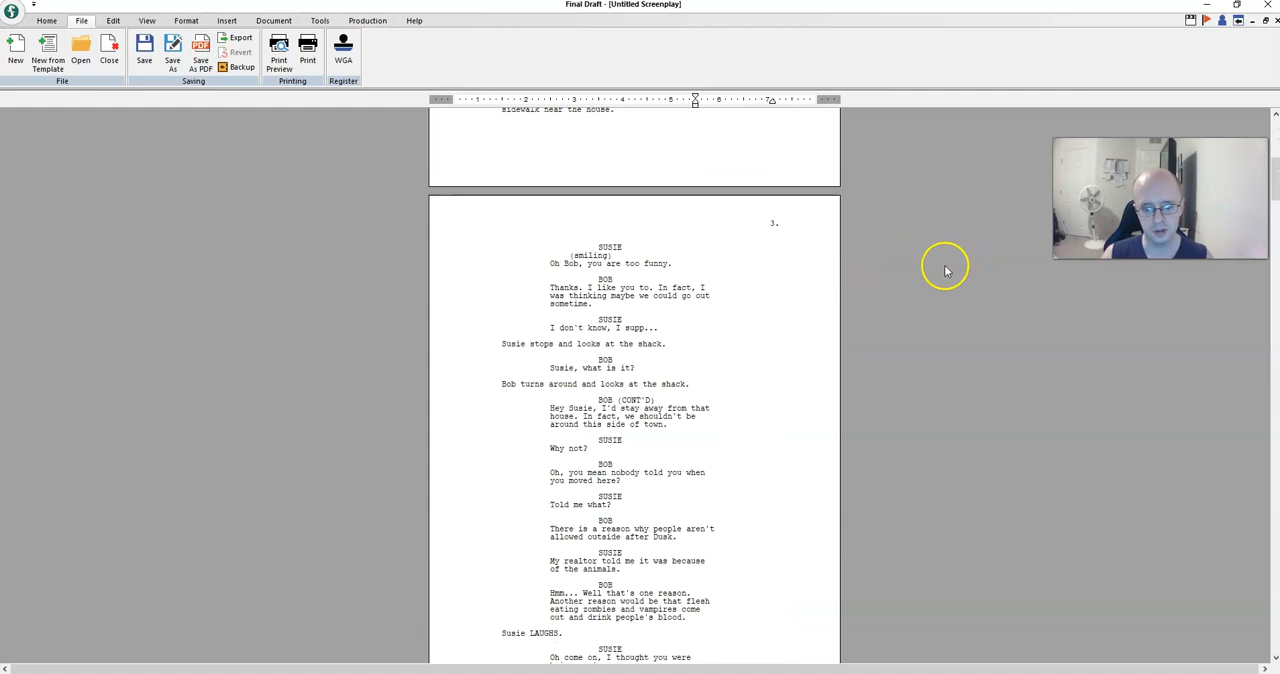 Final Draft - [Untitled Screenplay]
Home File Edit View Format Insert Document Tools Production Help
New
New from
Template
Open
Close
Save
Save
As
PDF
Save
As PDF
Export
Revert
Backup
Print
Preview
Print
WGA
File Saving Printing Register
1 2 3 4 5 6 7
sidewalk near the house.
3.
SUSIE
(smiling)
Oh Bob, you are too funny.
BOB
Thanks. I like you to. In fact, I
was thinking maybe we could go out
sometime.
SUSIE
I don't know, I supp...
Susie stops and looks at the shack.
BOB
Susie, what is it?
Bob turns around and looks at the shack.
BOB (CONT'D)
Hey Susie, I'd stay away from that
house. In fact, we shouldn't be
around this side of town.
SUSIE
Why not?
BOB
Oh, you mean nobody told you when
you moved here?
SUSIE
Told me what?
BOB
There is a reason why people aren't
allowed outside after Dusk.
SUSIE
My realtor told me it was because
of the animals.
BOB
Hmm... Well that's one reason.
Another reason would be that flesh
eating zombies and vampires come
out and drink people's blood.
Susie LAUGHS.
SUSIE
Oh come on, I thought you were